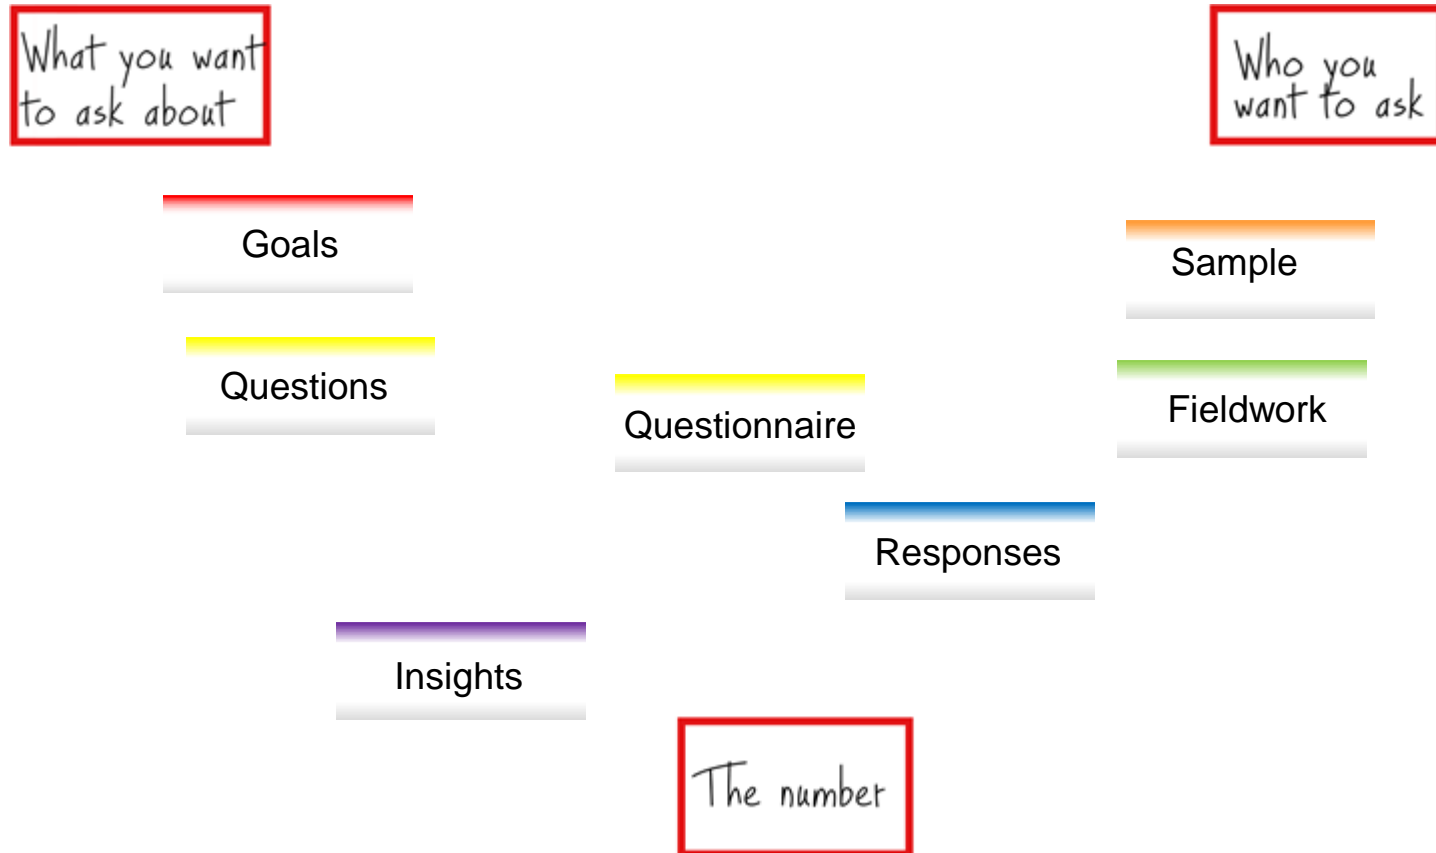 What you want
to ask about
Who you
want to ask
Goals
Sample
Questions
Fieldwork
Questionnaire
Responses
Insights
The number